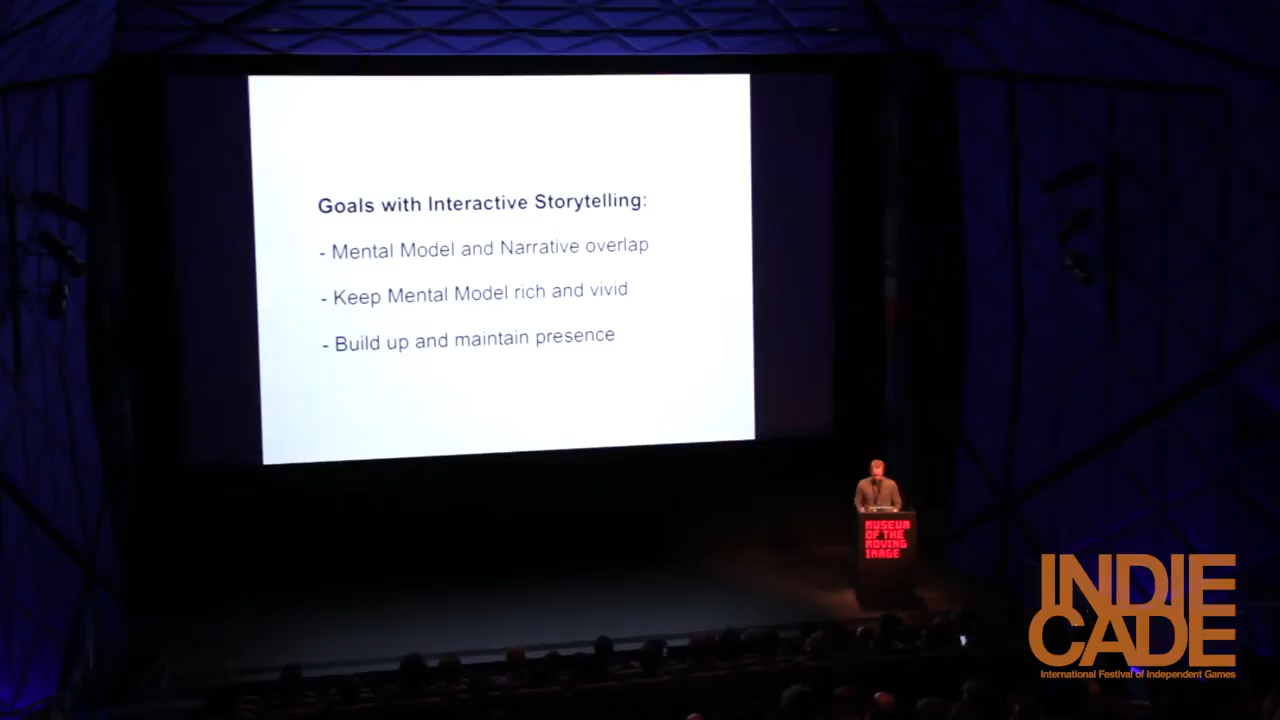 Goals with Interactive Storytelling:
- Mental Model and Narrative overlap
- Keep Mental Model rich and vivid
- Build up and maintain presence
MUSEUM
OF THE
MOVING
IMAGE
INDIE
CADE
International Festival of Independent Games